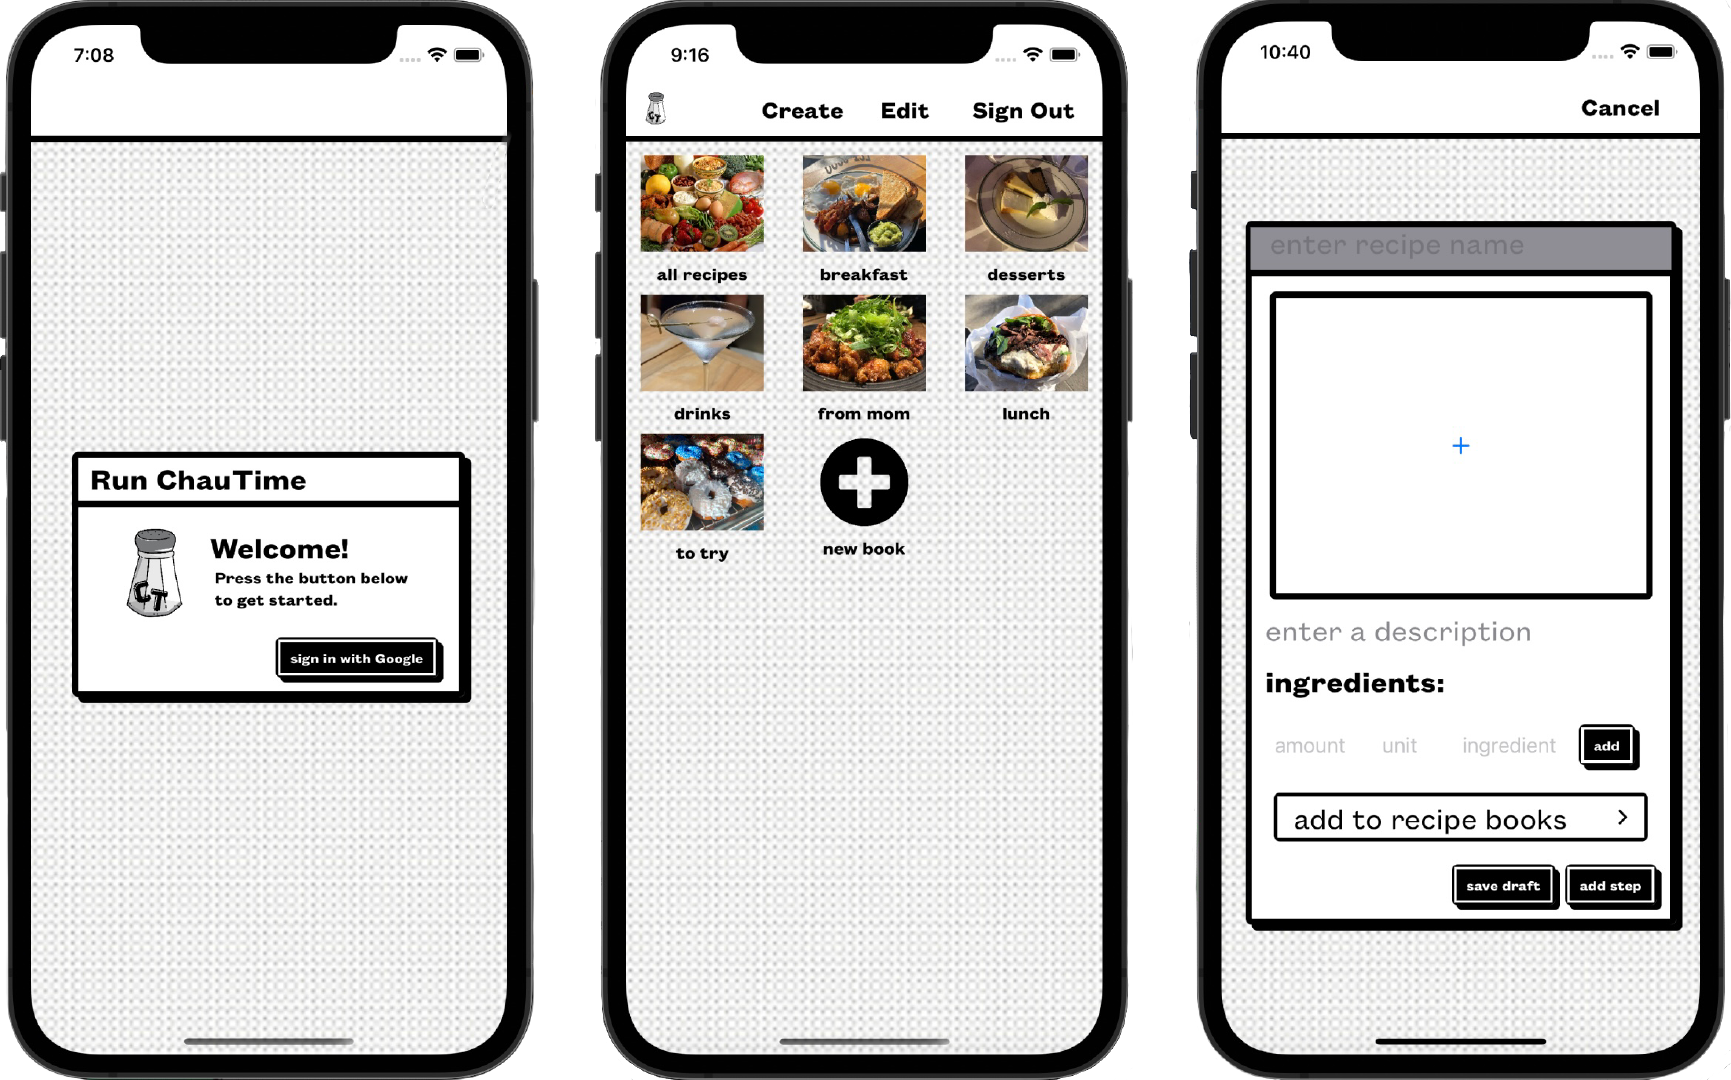 7:08
Run ChauTime
CT
Welcome!
Press the button below
to get started.
sign in with Google
9:16
CT
Create Edit Sign Out
all recipes breakfast desserts
drinks from mom lunch
to try new book
10:40
Cancel
enter recipe name
+
enter a description
ingredients:
amount unit ingredient add
add to recipe books >
save draft add step